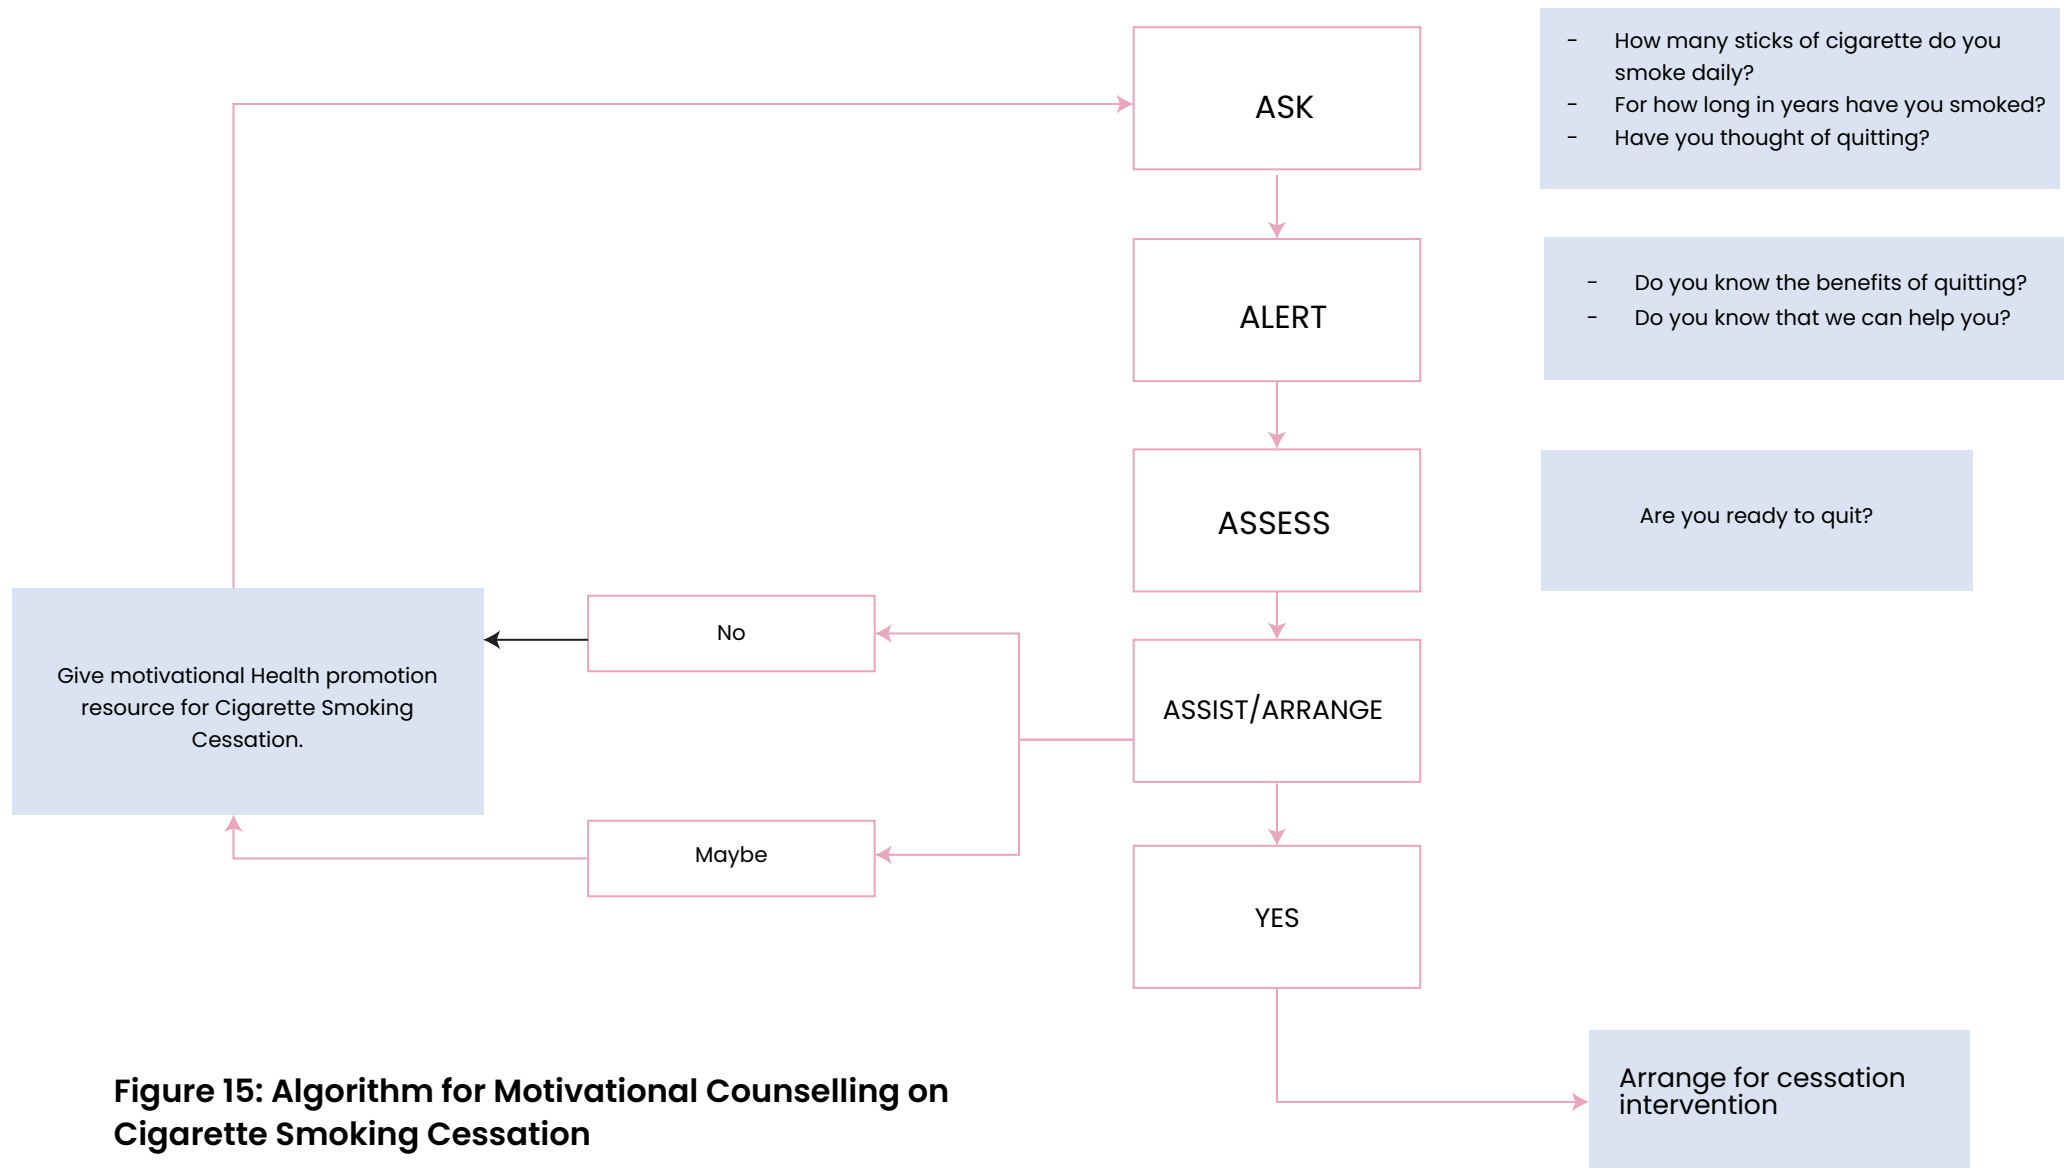 ASK
- How many sticks of cigarette do you
smoke daily?
- For how long in years have you smoked?
- Have you thought of quitting?
ALERT
- Do you know the benefits of quitting?
- Do you know that we can help you?
ASSESS
Are you ready to quit?
No
Give motivational Health promotion
resource for Cigarette Smoking
Cessation.
ASSIST/ARRANGE
Maybe
YES
Arrange for cessation
intervention
Figure 15: Algorithm for Motivational Counselling on
Cigarette Smoking Cessation